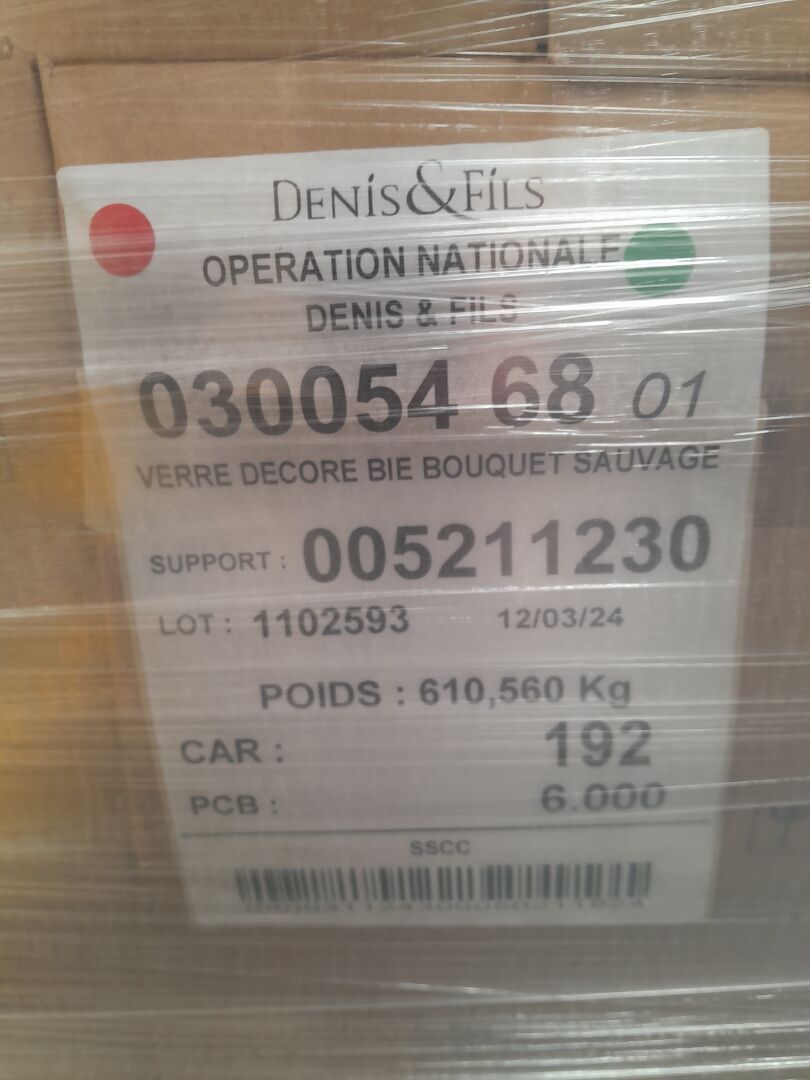 DENIS&FILS
OPERATION NATIONALE
DENIS & FILS
030054 68 01
VERRE DECORE BIE BOUQUET SAUVAGE
SUPPORT : 005211230
LOT : 1102593 12/03/24
POIDS : 610,560 Kg
CAR : 192
PCB : 6.000
SSCC